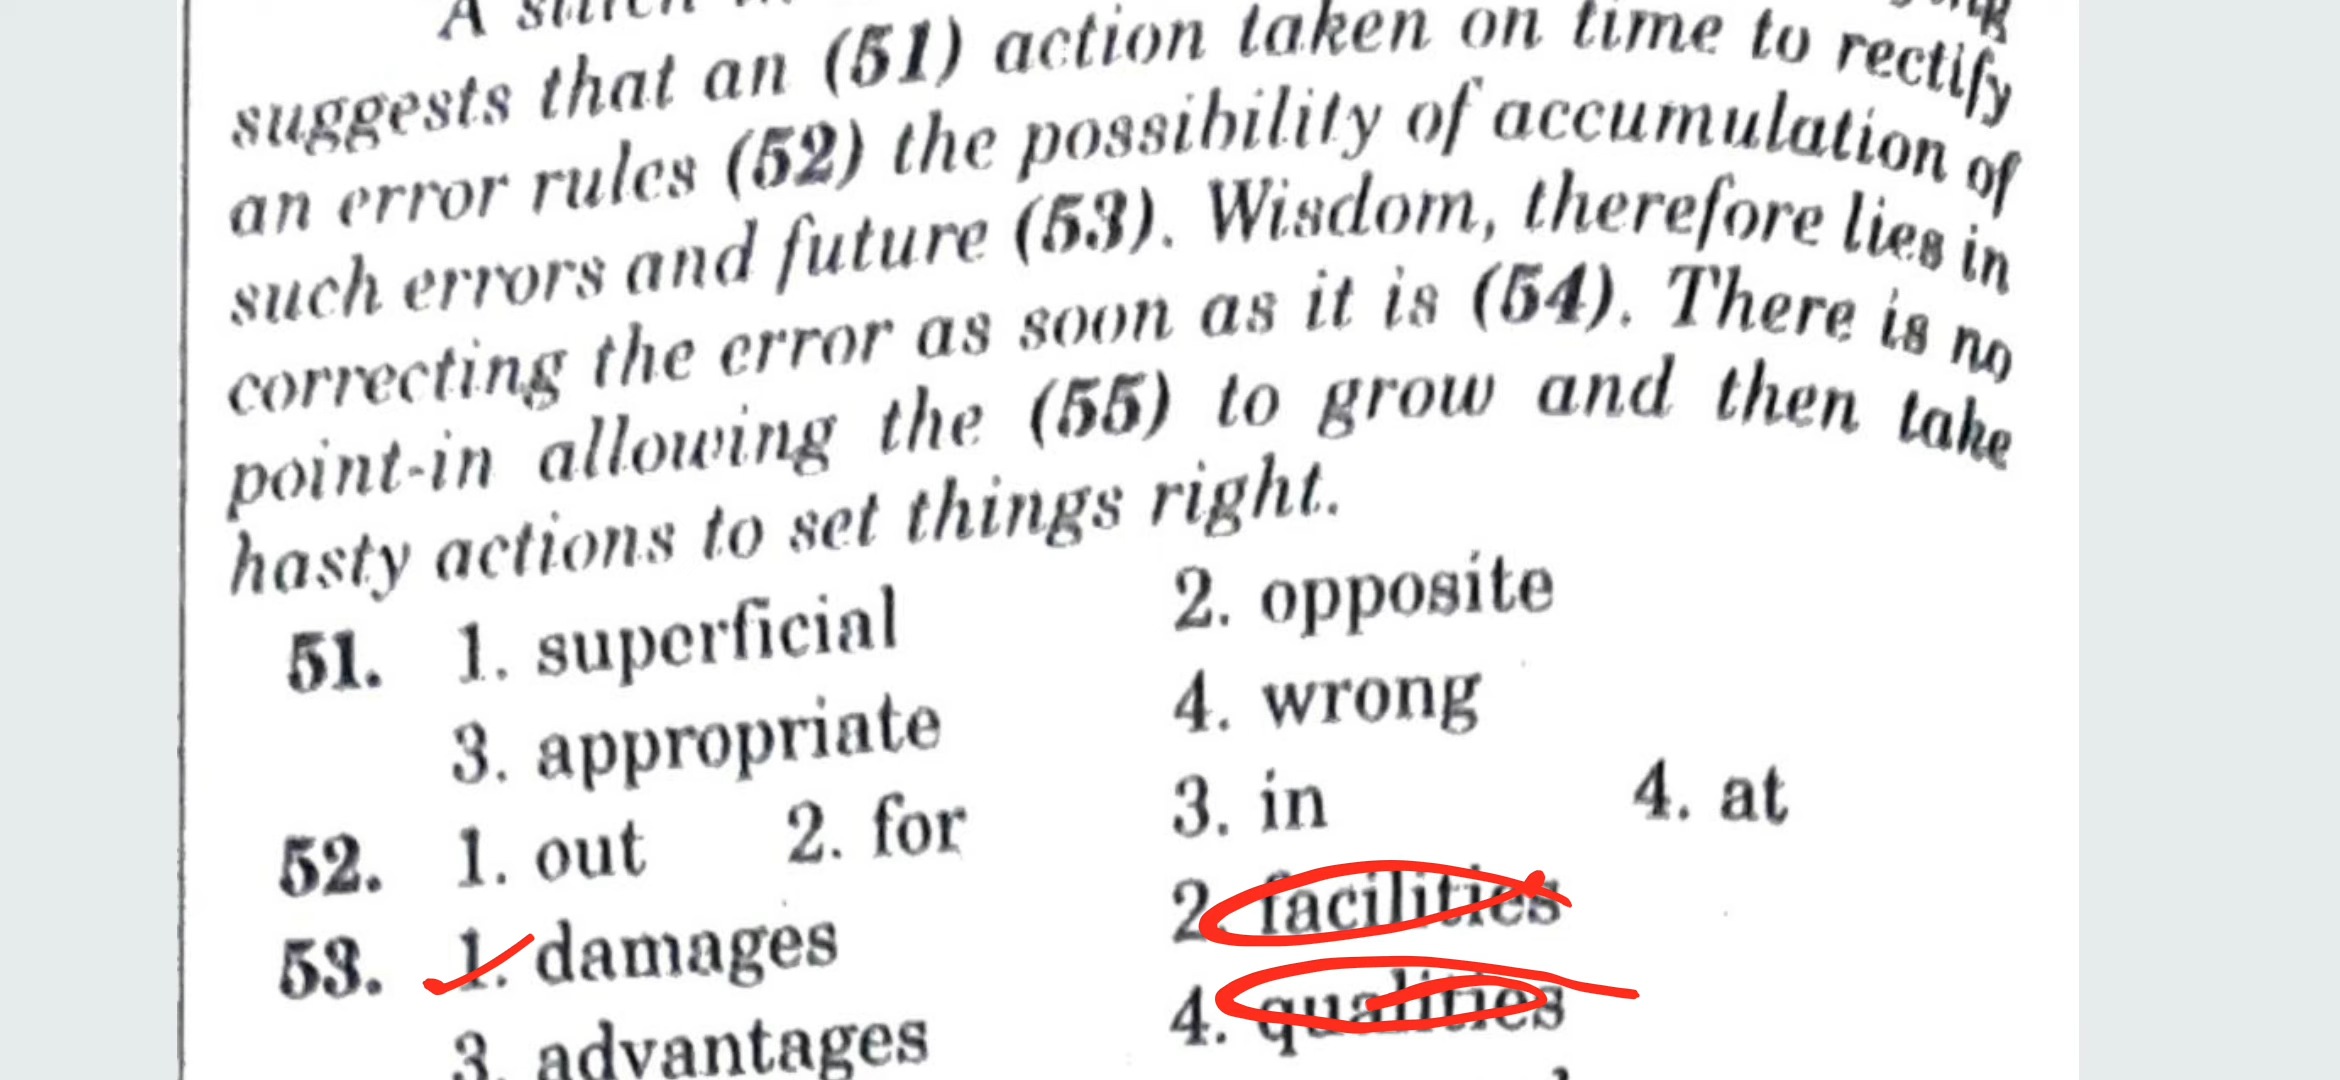 A
suggests that an (51) action taken on time to rectify
an error rules (52) the possibility of accumulation of
such errors and future (53). Wisdom, therefore lies in
correcting the error as soon as it is (54). There is no
point-in allowing the (55) to grow and then take
hasty actions to set things right.
51. 1. superficial 2. opposite
3. appropriate 4. wrong
52. 1. out 2. for 3. in 4. at
53. 1. damages 2. facilities
3. advantages 4. qualities